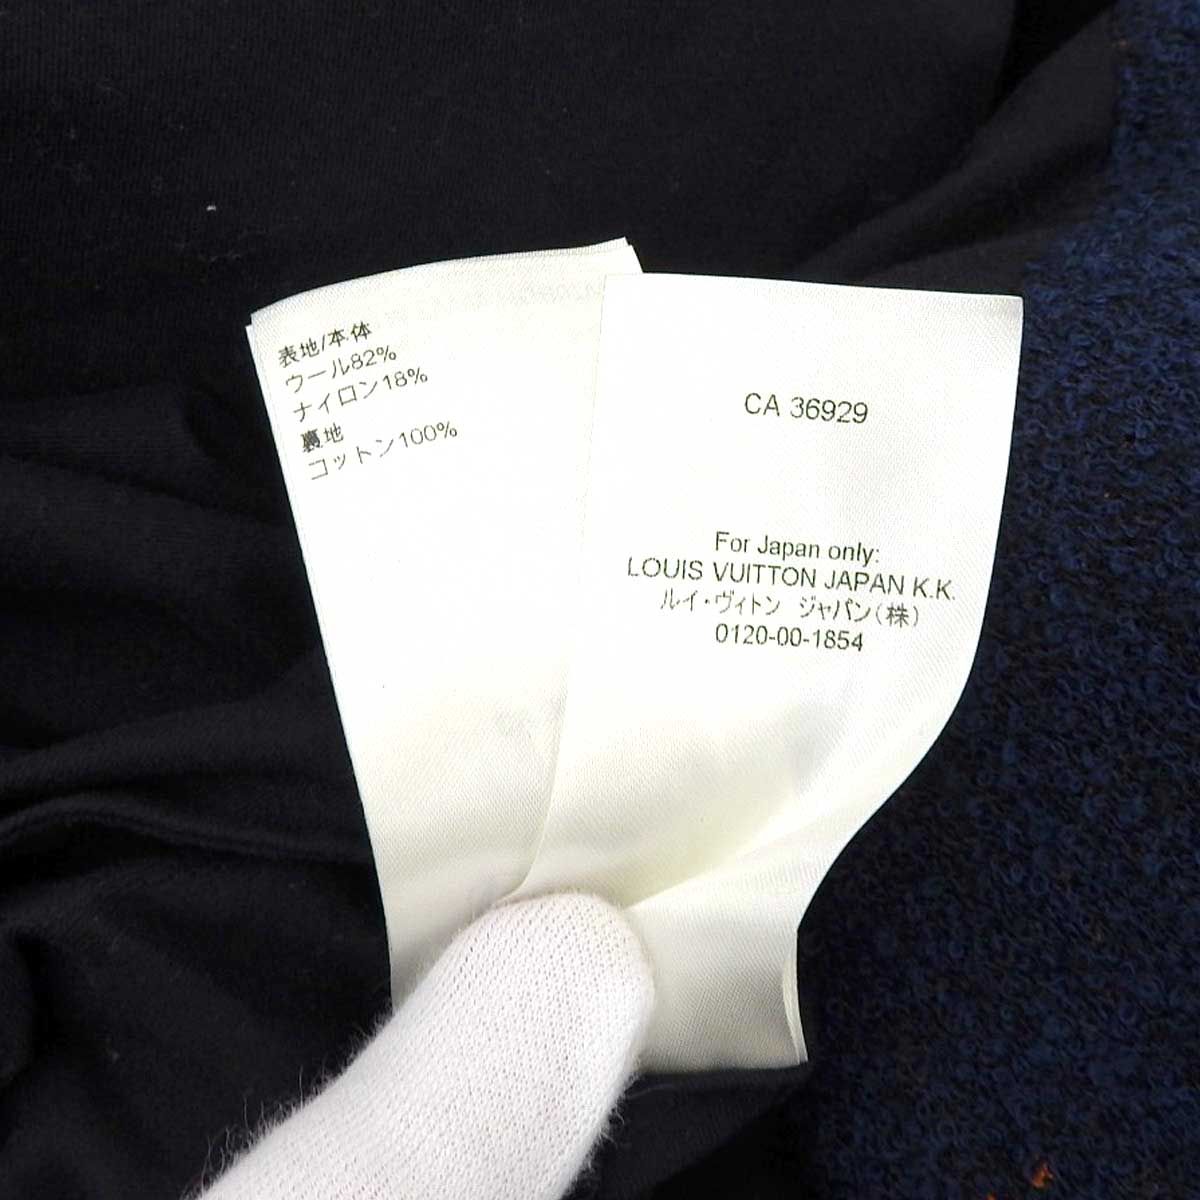 表地/本体
ウール82%
ナイロン18%
裏地
コットン100%
CA 36929
For Japan only:
LOUIS VUITTON JAPAN K.K.
ルイ・ヴィトン ジャパン(株)
0120-00-1854